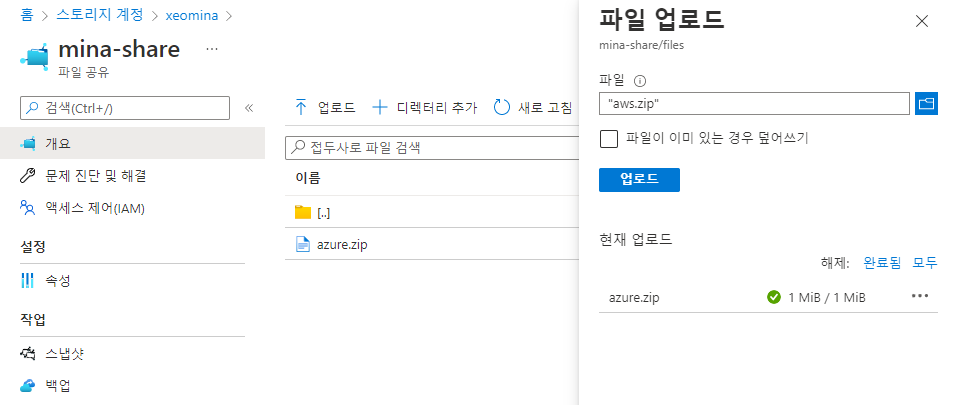 홈 > 스토리지 계정 > xeomina >
mina-share ...
파일 공유
검색(Ctrl+/) «
개요
문제 진단 및 해결
액세스 제어(IAM)
설정
속성
작업
스냅샷
백업
업로드 디렉터리 추가 새로 고침
접두사로 파일 검색
이름
[..]
azure.zip
파일 업로드
mina-share/files
파일
"aws.zip"
파일이 이미 있는 경우 덮어쓰기
업로드
현재 업로드
해제: 완료됨 모두
azure.zip 1 MiB / 1 MiB ...